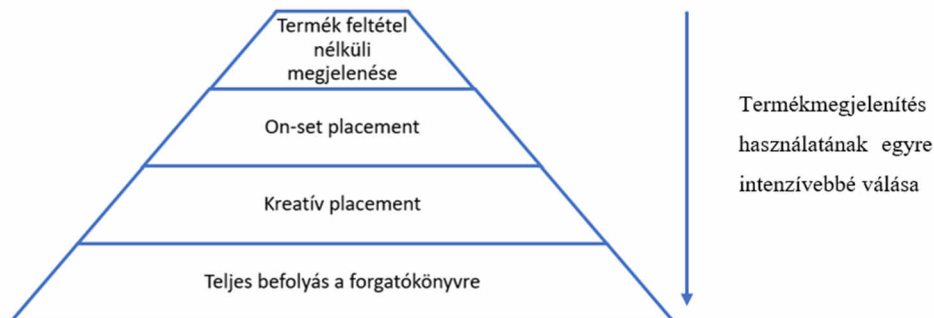 Termék feltétel
nélküli
megjelenése
On-set placement
Kreatív placement
Teljes befolyás a forgatókönyvre
Termékmegjelenítés
használatának egyre
intenzívebbé válása